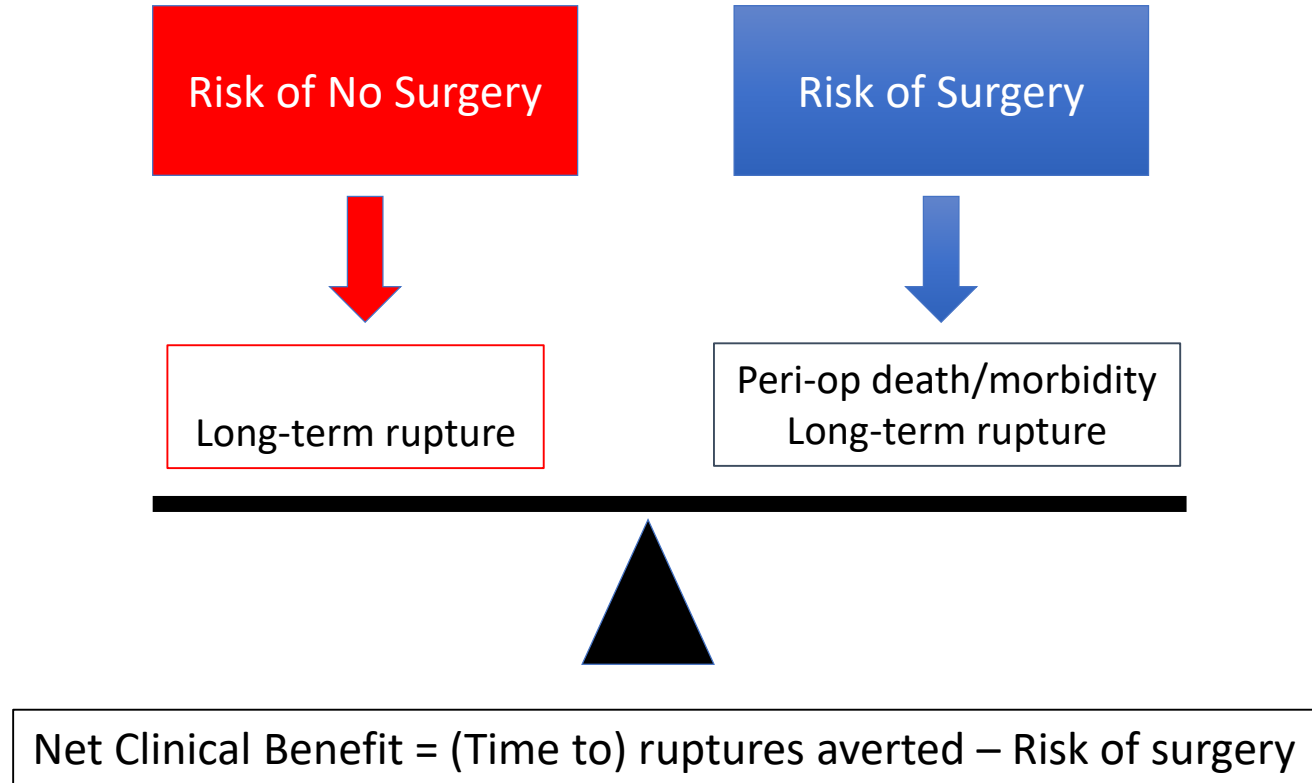 Risk of No Surgery
Risk of Surgery
Long-term rupture
Peri-op death/morbidity
Long-term rupture
Net Clinical Benefit = (Time to) ruptures averted – Risk of surgery